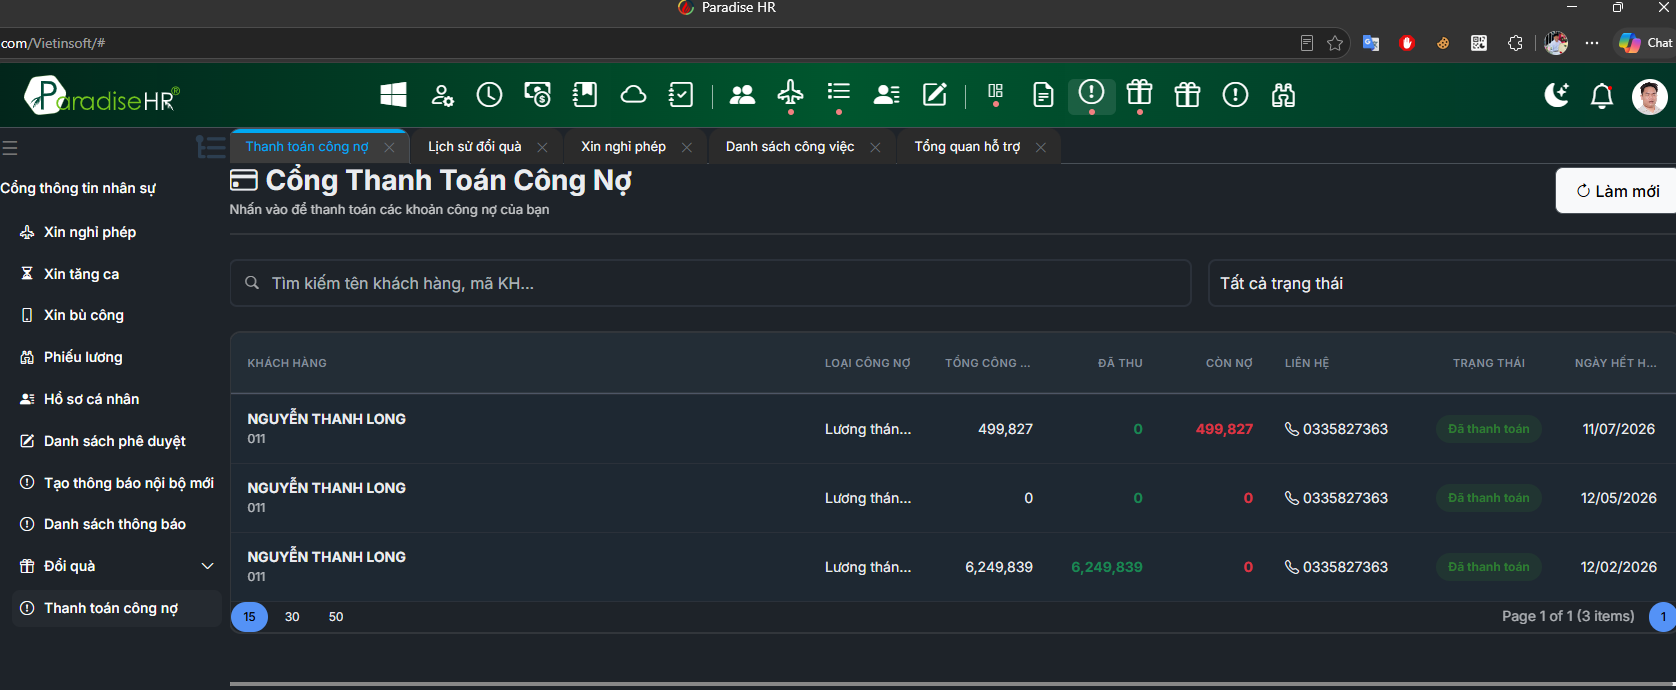 Paradise HR
com/Vietinsoft/#
Chat
ParadiseHR®
Thanh toán công nợ
Lịch sử đổi quà
Xin nghỉ phép
Danh sách công việc
Tổng quan hỗ trợ
Cổng thông tin nhân sự
Xin nghỉ phép
Xin tăng ca
Xin bù công
Phiếu lương
Hồ sơ cá nhân
Danh sách phê duyệt
Tạo thông báo nội bộ mới
Danh sách thông báo
Đổi quà
Thanh toán công nợ
Cổng Thanh Toán Công Nợ
Nhấn vào để thanh toán các khoản công nợ của bạn
Làm mới
Tìm kiếm tên khách hàng, mã KH...
Tất cả trạng thái
KHÁCH HÀNG LOẠI CÔNG NỢ TỔNG CÔNG ... ĐÃ THU CÒN NỢ LIÊN HỆ TRẠNG THÁI NGÀY HẾT H...
NGUYỄN THANH LONG
011
Lương thán... 499,827 0 499,827 0335827363 Đã thanh toán 11/07/2026
NGUYỄN THANH LONG
011
Lương thán... 0 0 0 0335827363 Đã thanh toán 12/05/2026
NGUYỄN THANH LONG
011
Lương thán... 6,249,839 6,249,839 0 0335827363 Đã thanh toán 12/02/2026
15 30 50
Page 1 of 1 (3 items) 1